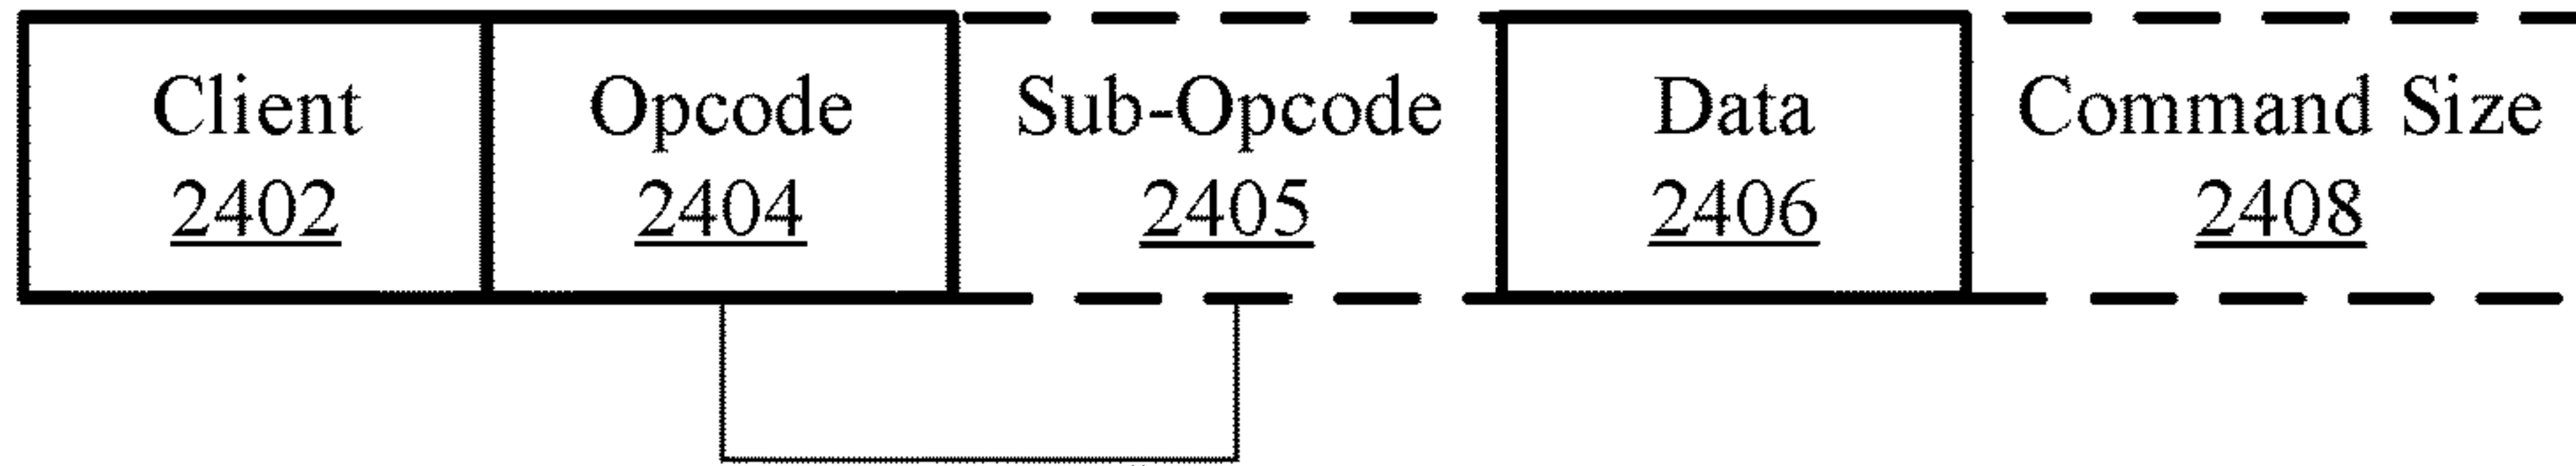 Client
2402
Opcode
2404
Sub-Opcode
2405
Data
2406
Command Size
2408